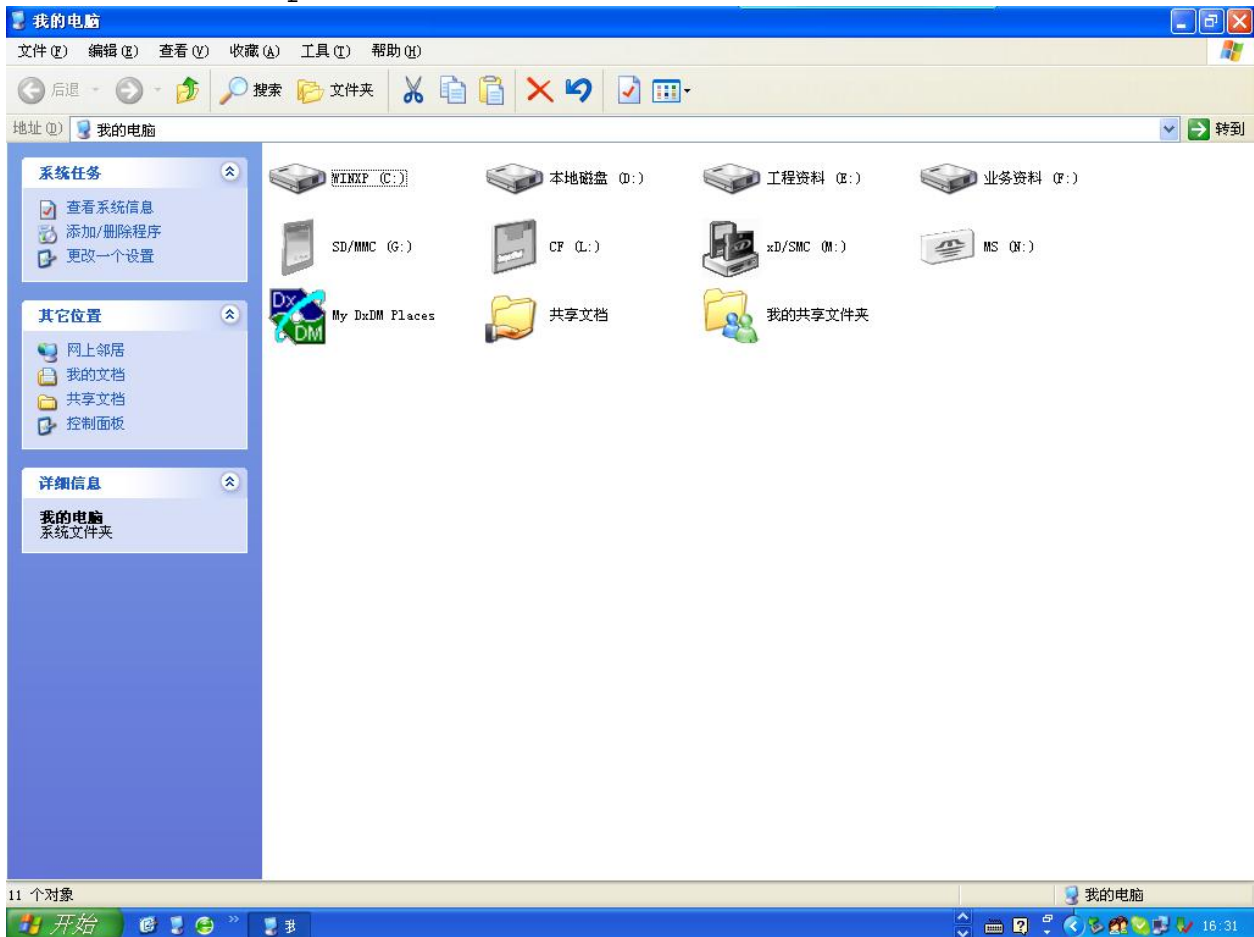 我的电脑
文件(F) 编辑(E) 查看(V) 收藏(A) 工具(T) 帮助(H)
后退 搜索 文件夹
地址(D) 我的电脑 转到
系统任务
查看系统信息
添加/删除程序
更改一个设置
其它位置
网上邻居
我的文档
共享文档
控制面板
详细信息
我的电脑
系统文件夹
WINXP (C:) 本地磁盘 (D:) 工程资料 (E:) 业务资料 (F:)
SD/MMC (G:) CF (L:) xD/SMC (M:) MS (N:)
Dx DM My DxDM Places 共享文档 我的共享文件夹
11 个对象 我的电脑
开始 我 16:31